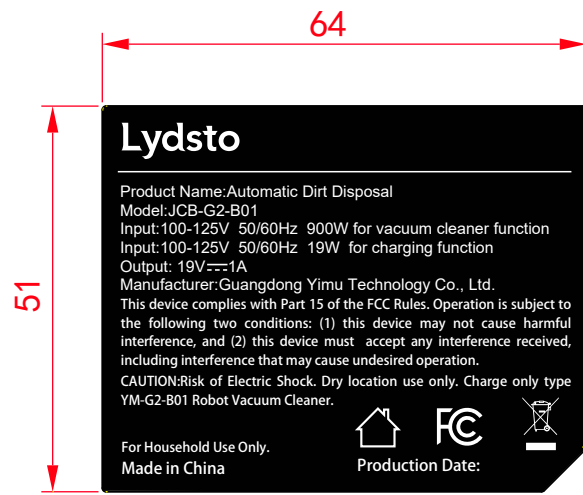 64
51
Lydsto
Product Name:Automatic Dirt Disposal
Model:JCB-G2-B01
Input:100-125V 50/60Hz 900W for vacuum cleaner function
Input:100-125V 50/60Hz 19W for charging function
Output: 19V⎓1A
Manufacturer:Guangdong Yimu Technology Co., Ltd.
This device complies with Part 15 of the FCC Rules. Operation is subject to
the following two conditions: (1) this device may not cause harmful
interference, and (2) this device must accept any interference received,
including interference that may cause undesired operation.
CAUTION:Risk of Electric Shock. Dry location use only. Charge only type
YM-G2-B01 Robot Vacuum Cleaner.
FC
For Household Use Only.
Made in China
Production Date: